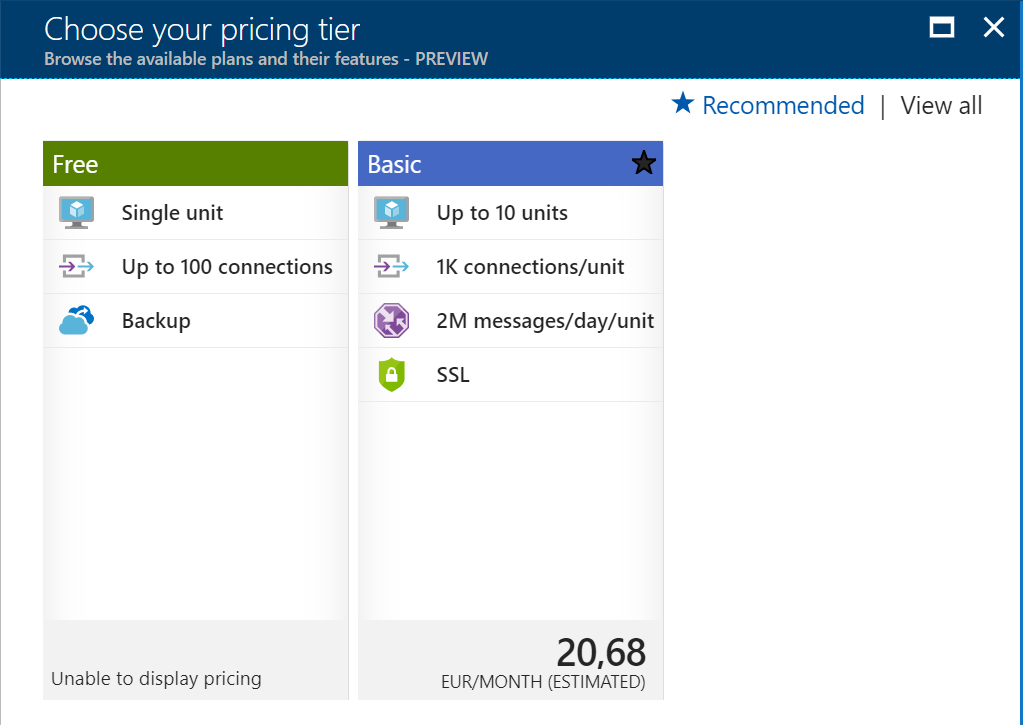 Choose your pricing tier
Browse the available plans and their features - PREVIEW
Recommended | View all
Free
Single unit
Up to 100 connections
Backup
Unable to display pricing
Basic
Up to 10 units
1K connections/unit
2M messages/day/unit
SSL
20,68
EUR/MONTH (ESTIMATED)